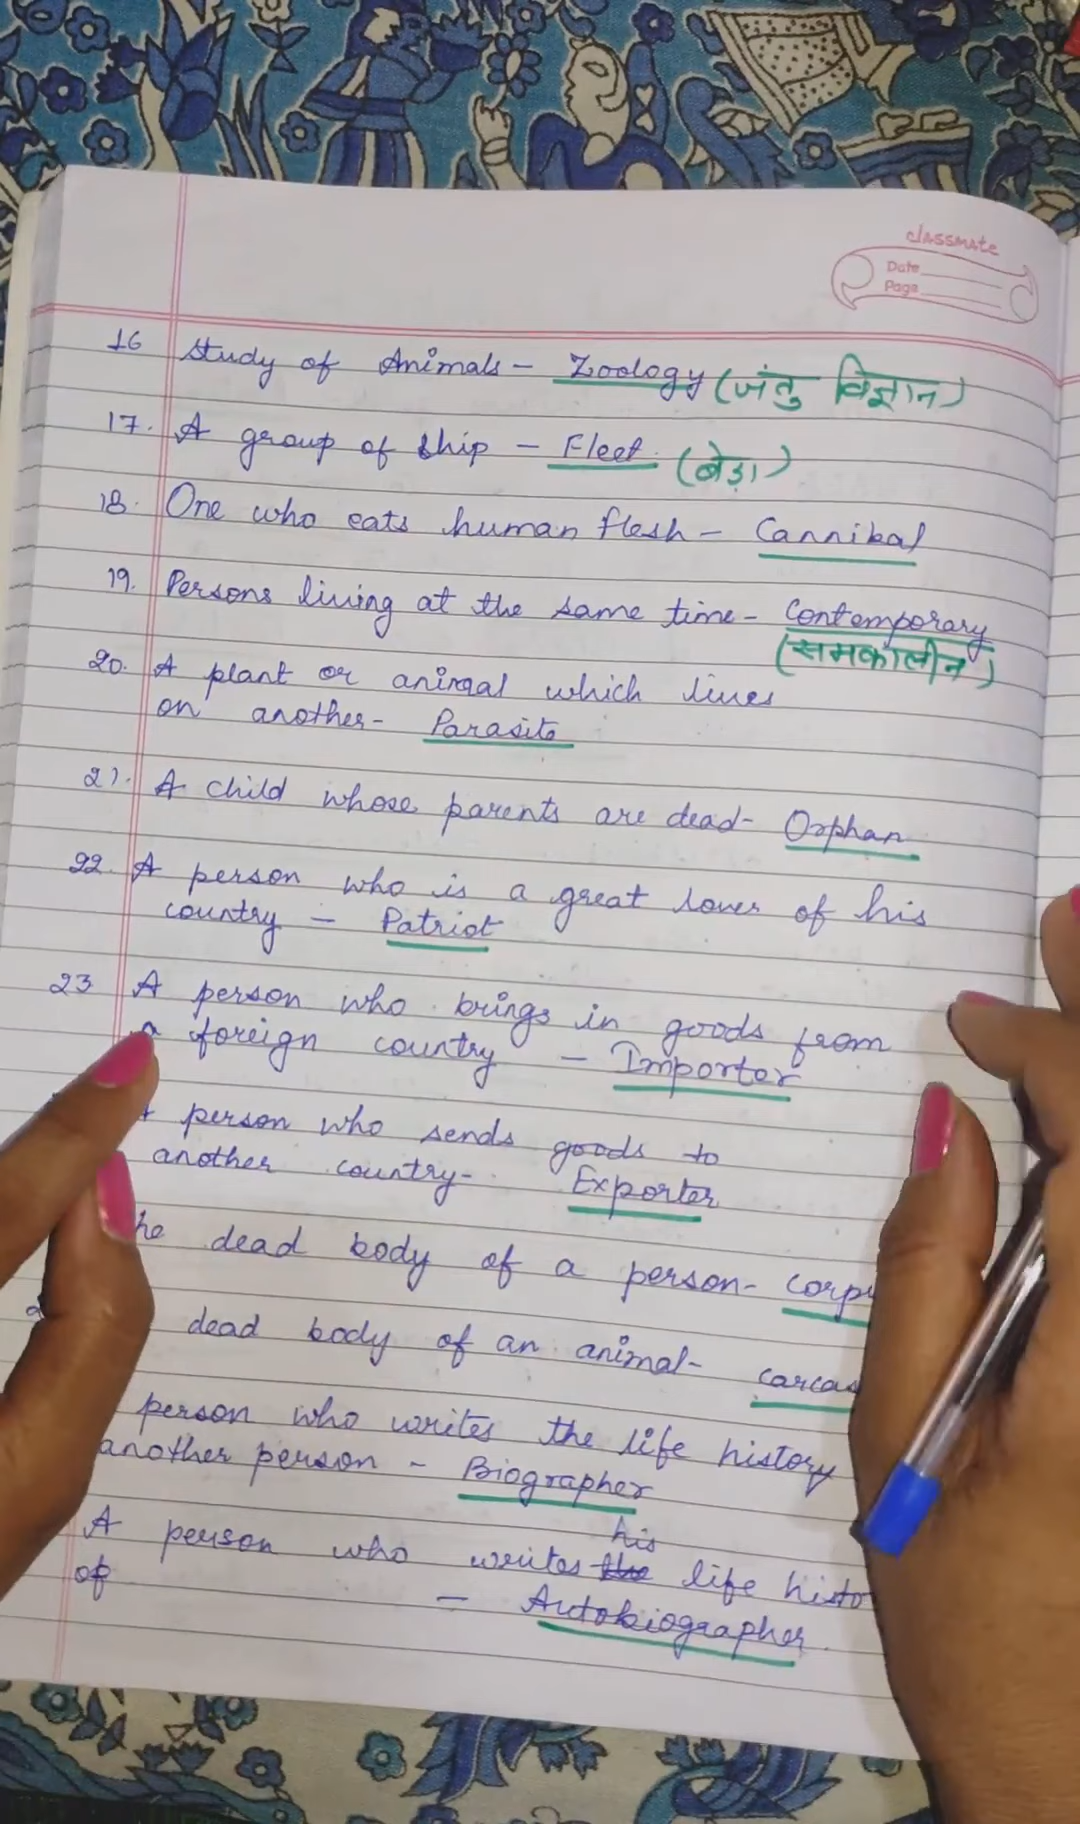 classmate
Date
Page
16 Study of Animals - Zoology (जंतु विज्ञान)
17. A group of ship - Fleet. (बेड़ा)
18. One who eats human flesh - Cannibal
19. Persons living at the same time - Contemporary
(समकालीन)
20. A plant or animal which lives
on another - Parasite
21. A child whose parents are dead - Orphan
22. A person who is a great lover of his
country - Patriot
23 A person who brings in goods from
a foreign country - Importer
person who sends goods to
another country - Exporter
he dead body of a person - corp
dead body of an animal - carcas
person who writes the life history
another person - Biographer
his
A person who writes the life histo
of - Autobiographer.